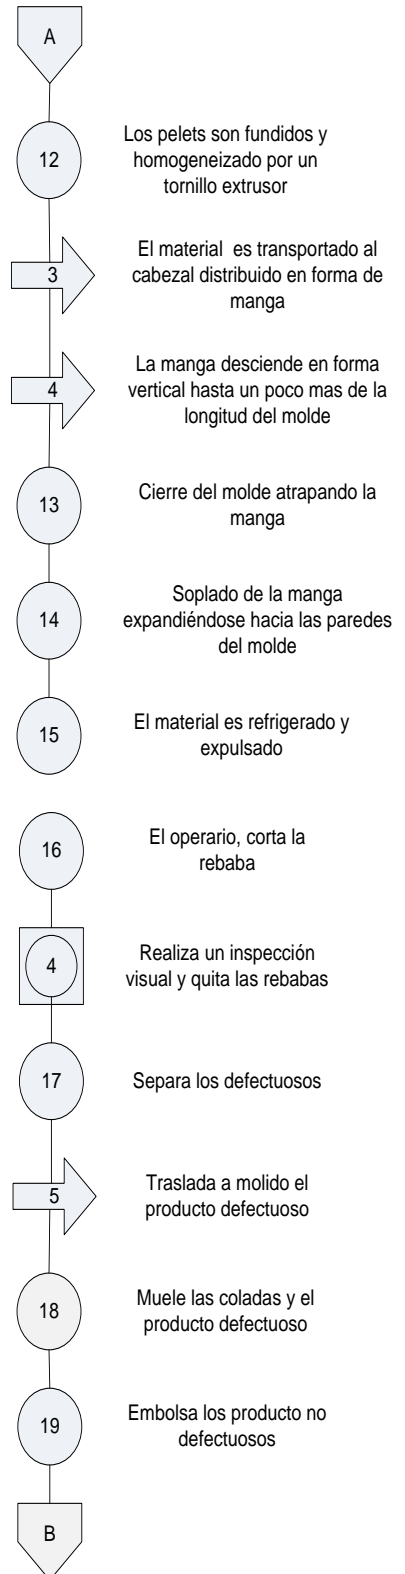 A
12
Los pelets son fundidos y
homogeneizado por un
tornillo extrusor
3
El material es transportado al
cabezal distribuido en forma de
manga
4
La manga desciende en forma
vertical hasta un poco mas de la
longitud del molde
13
Cierre del molde atrapando la
manga
14
Soplado de la manga
expandiéndose hacia las paredes
del molde
15
El material es refrigerado y
expulsado
16
El operario, corta la
rebaba
4
Realiza un inspección
visual y quita las rebabas
17
Separa los defectuosos
5
Traslada a molido el
producto defectuoso
18
Muele las coladas y el
producto defectuoso
19
Embolsa los producto no
defectuosos
B